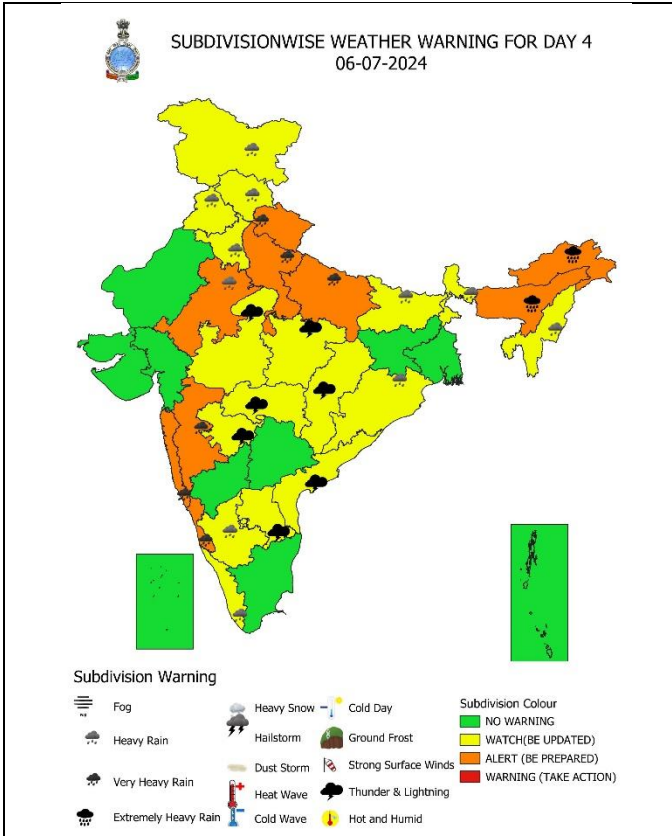 SUBDIVISIONWISE WEATHER WARNING FOR DAY 4
06-07-2024
Subdivision Warning
Fog
Heavy Rain
Very Heavy Rain
Extremely Heavy Rain
Heavy Snow
Hailstorm
Dust Storm
Heat Wave
Cold Wave
Cold Day
Ground Frost
Strong Surface Winds
Thunder & Lightning
Hot and Humid
Subdivision Colour
NO WARNING
WATCH(BE UPDATED)
ALERT (BE PREPARED)
WARNING (TAKE ACTION)